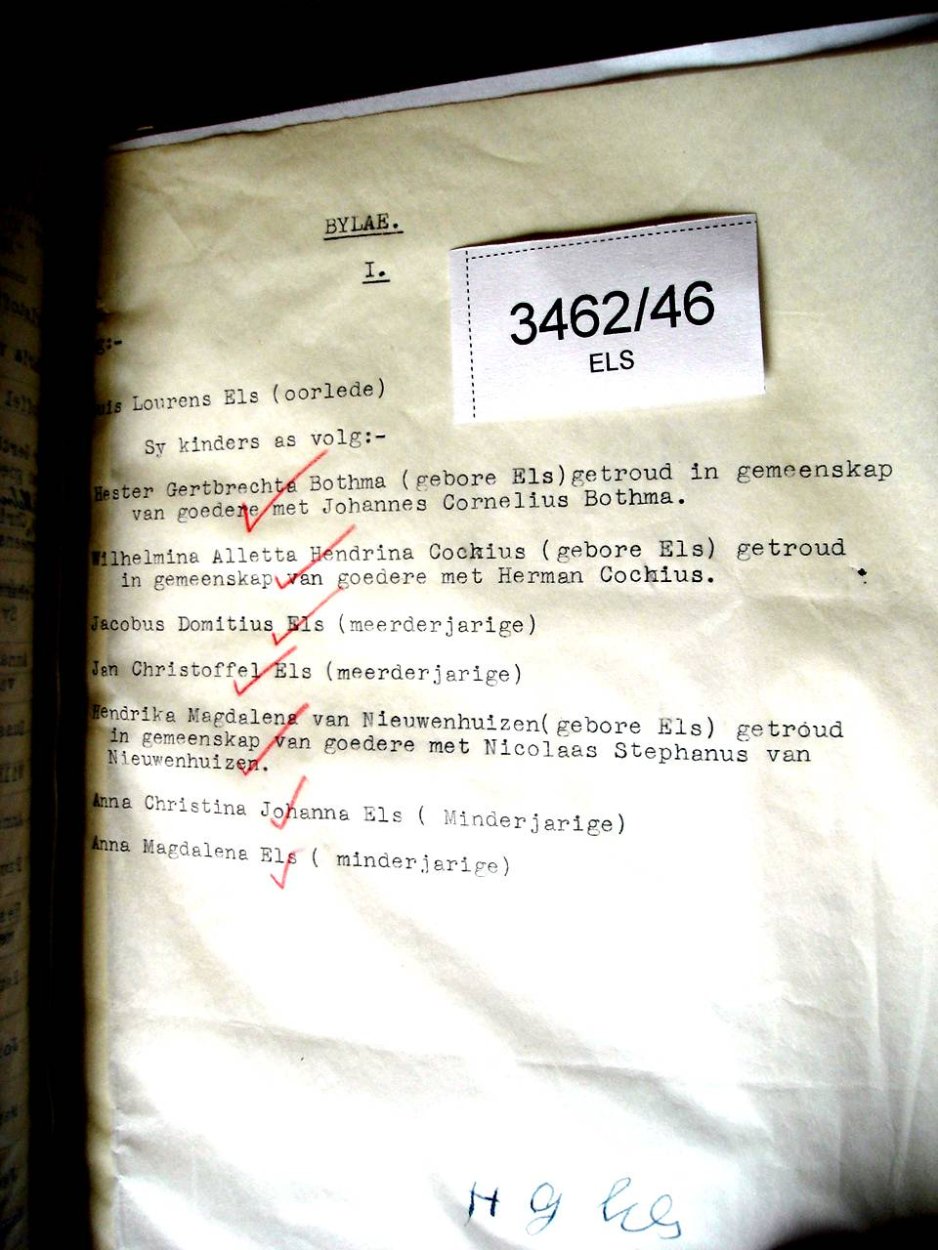 BYLAE.
I.
3462/46
ELS
g:-
uis Lourens Els (oorlede)
Sy kinders as volg:-
Hester Gertbrechta Bothma (gebore Els)getroud in gemeenskap
van goedere met Johannes Cornelius Bothma.
Wilhelmina Alletta Hendrina Cockius (gebore Els) getroud
in gemeenskap van goedere met Herman Cockius.
Jacobus Domitius Els (meerderjarige)
Jan Christoffel Els (meerderjarige)
Hendrika Magdalena van Nieuwenhuizen(gebore Els) getroud
in gemeenskap van goedere met Nicolaas Stephanus van
Nieuwenhuizen.
Anna Christina Johanna Els ( Minderjarige)
Anna Magdalena Els ( minderjarige)
H G Els